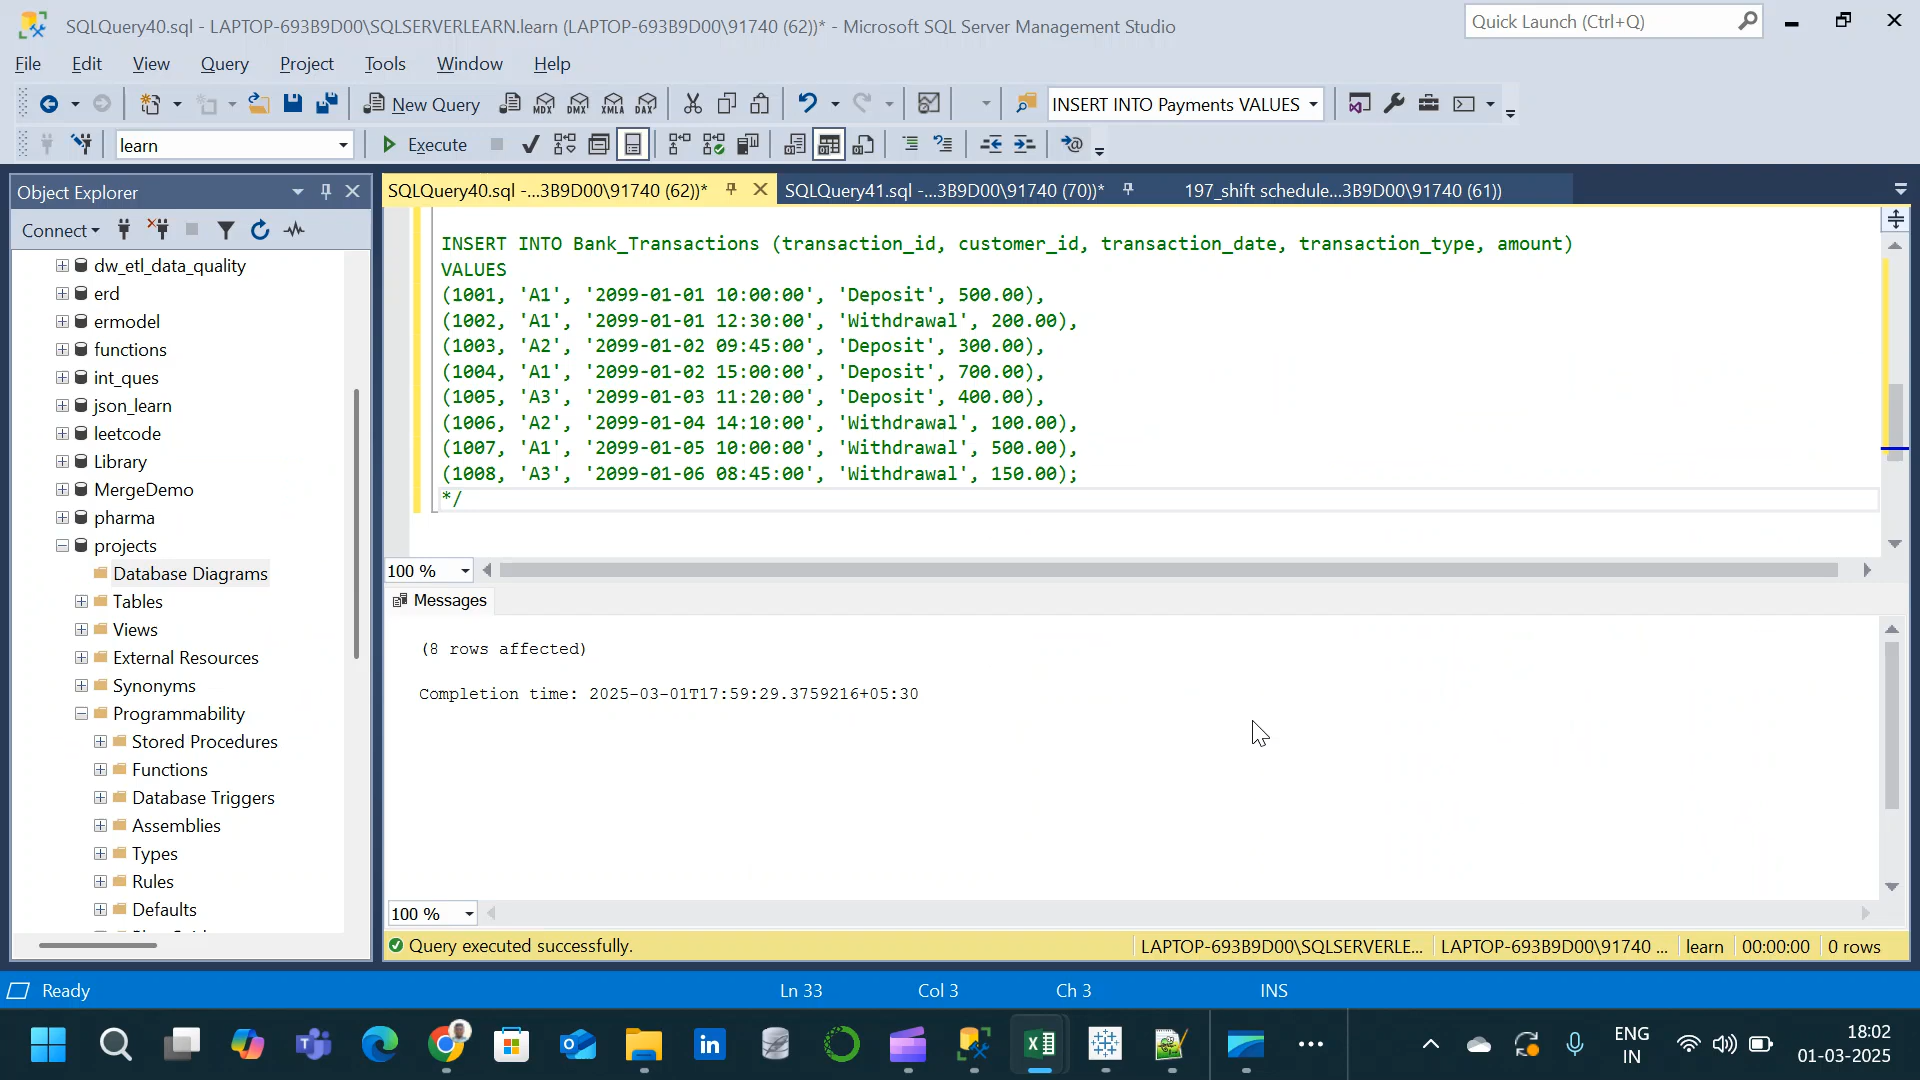 SQLQuery40.sql - LAPTOP-693B9D00\SQLSERVERLEARN.learn (LAPTOP-693B9D00\91740 (62))* - Microsoft SQL Server Management Studio
Quick Launch (Ctrl+Q)
File Edit View Query Project Tools Window Help
New Query
MDX DMX XMLA DAX
INSERT INTO Payments VALUES
learn
Execute
Object Explorer
SQLQuery40.sql -...3B9D00\91740 (62))*
SQLQuery41.sql -...3B9D00\91740 (70))*
197_shift schedule...3B9D00\91740 (61))
Connect
dw_etl_data_quality
erd
ermodel
functions
int_ques
json_learn
leetcode
Library
MergeDemo
pharma
projects
Database Diagrams
Tables
Views
External Resources
Synonyms
Programmability
Stored Procedures
Functions
Database Triggers
Assemblies
Types
Rules
Defaults
INSERT INTO Bank_Transactions (transaction_id, customer_id, transaction_date, transaction_type, amount)
VALUES
(1001, 'A1', '2099-01-01 10:00:00', 'Deposit', 500.00),
(1002, 'A1', '2099-01-01 12:30:00', 'Withdrawal', 200.00),
(1003, 'A2', '2099-01-02 09:45:00', 'Deposit', 300.00),
(1004, 'A1', '2099-01-02 15:00:00', 'Deposit', 700.00),
(1005, 'A3', '2099-01-03 11:20:00', 'Deposit', 400.00),
(1006, 'A2', '2099-01-04 14:10:00', 'Withdrawal', 100.00),
(1007, 'A1', '2099-01-05 10:00:00', 'Withdrawal', 500.00),
(1008, 'A3', '2099-01-06 08:45:00', 'Withdrawal', 150.00);
*/
100 %
Messages
(8 rows affected)
Completion time: 2025-03-01T17:59:29.3759216+05:30
100 %
Query executed successfully.
LAPTOP-693B9D00\SQLSERVERLE...
LAPTOP-693B9D00\91740 ...
learn
00:00:00
0 rows
Ready
Ln 33
Col 3
Ch 3
INS
ENG
IN
18:02
01-03-2025